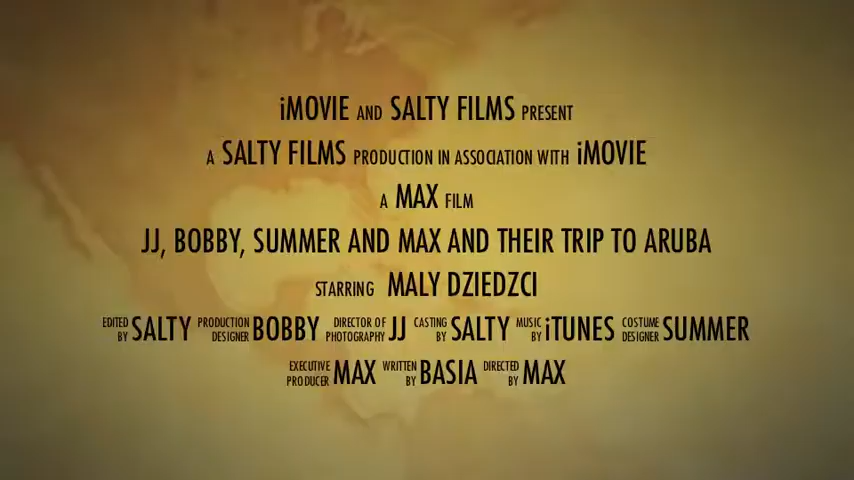 iMOVIE AND SALTY FILMS PRESENT
A SALTY FILMS PRODUCTION IN ASSOCIATION WITH iMOVIE
A MAX FILM
JJ, BOBBY, SUMMER AND MAX AND THEIR TRIP TO ARUBA
STARRING MALY DZIEDZCI
EDITED BY SALTY PRODUCTION DESIGNER BOBBY DIRECTOR OF PHOTOGRAPHY JJ CASTING BY SALTY MUSIC BY iTUNES COSTUME DESIGNER SUMMER
EXECUTIVE PRODUCER MAX WRITTEN BY BASIA DIRECTED BY MAX